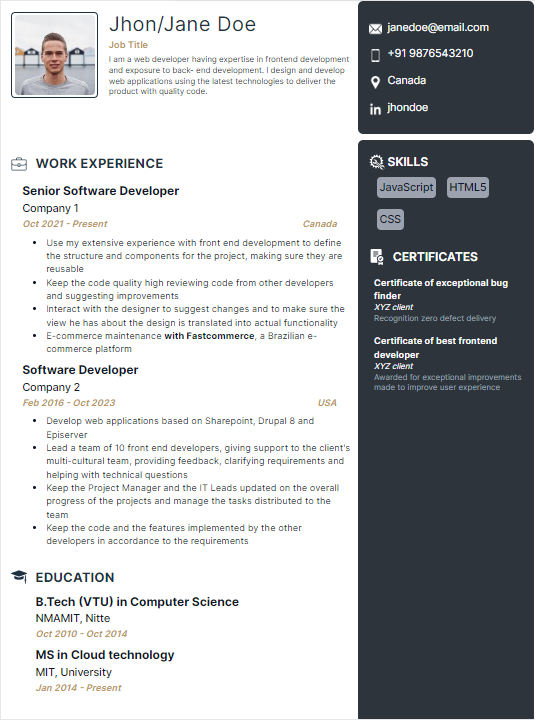 Jhon/Jane Doe
Job Title
I am a web developer having expertise in frontend development
and exposure to back- end development. I design and develop
web applications using the latest technologies to deliver the
product with quality code.
janedoe@email.com
+91 9876543210
Canada
in jhondoe
WORK EXPERIENCE
Senior Software Developer
Company 1
Oct 2021 - Present Canada
• Use my extensive experience with front end development to define
the structure and components for the project, making sure they are
reusable
• Keep the code quality high reviewing code from other developers
and suggesting improvements
• Interact with the designer to suggest changes and to make sure the
view he has about the design is translated into actual functionality
• E-commerce maintenance with Fastcommerce, a Brazilian e-
commerce platform
Software Developer
Company 2
Feb 2016 - Oct 2023 USA
• Develop web applications based on Sharepoint, Drupal 8 and
Episerver
• Lead a team of 10 front end developers, giving support to the client's
multi-cultural team, providing feedback, clarifying requirements and
helping with technical questions
• Keep the Project Manager and the IT Leads updated on the overall
progress of the projects and manage the tasks distributed to the
team
• Keep the code and the features implemented by the other
developers in accordance to the requirements
EDUCATION
B.Tech (VTU) in Computer Science
NMAMIT, Nitte
Oct 2010 - Oct 2014
MS in Cloud technology
MIT, University
Jan 2014 - Present
SKILLS
JavaScript HTML5
CSS
CERTIFICATES
Certificate of exceptional bug
finder
XYZ client
Recognition zero defect delivery
Certificate of best frontend
developer
XYZ client
Awarded for exceptional improvements
made to improve user experience